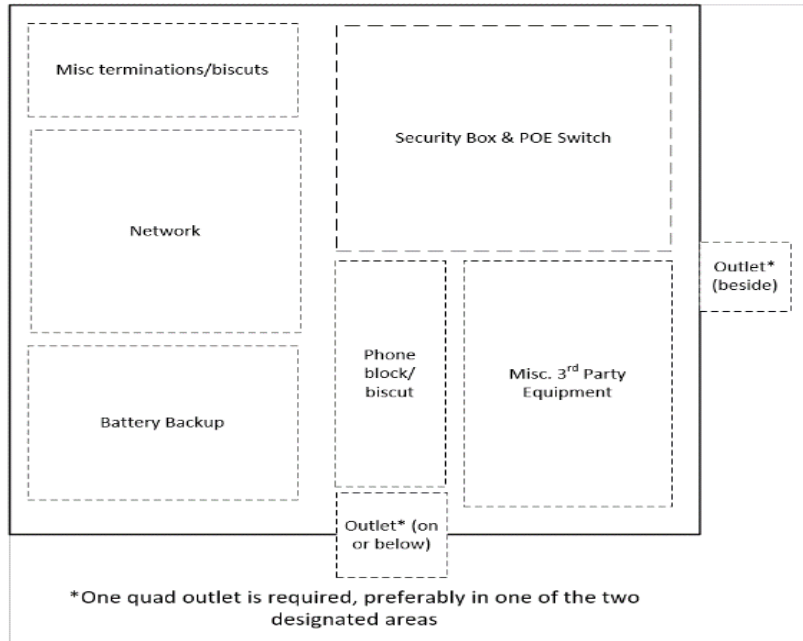 Misc terminations/biscuts
Security Box & POE Switch
Network
Outlet*
(beside)
Phone
block/
biscut
Misc. 3rd Party
Equipment
Battery Backup
Outlet* (on
or below)
*One quad outlet is required, preferably in one of the two
designated areas